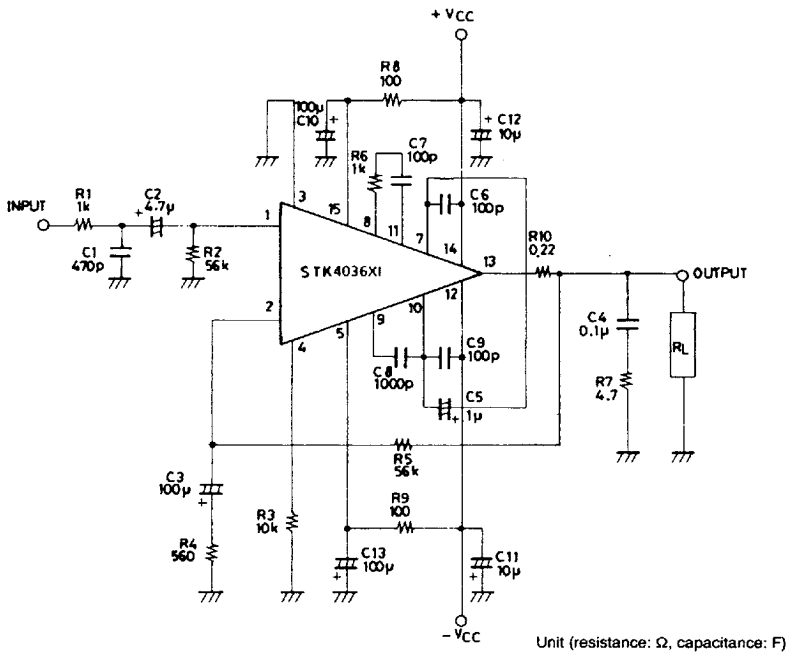 + VCC
R8
100
100µ
C10
+
+
C12
10µ
C7
100p
R6
1k
C6
100p
R1
1k
C2
4.7µ
+
INPUT
3
15
8
11
7
14
13
R10
0.22
1
C1
470p
R2
56k
STK4036XI
OUTPUT
2
4
5
9
10
12
C4
0.1µ
RL
C8
1000p
C9
100p
C5
1µ
+
R7
4.7
R5
56k
C3
100µ
+
R4
560
R3
10k
R9
100
C13
100µ
+
C11
10µ
+
- VCC
Unit (resistance: Ω, capacitance: F)